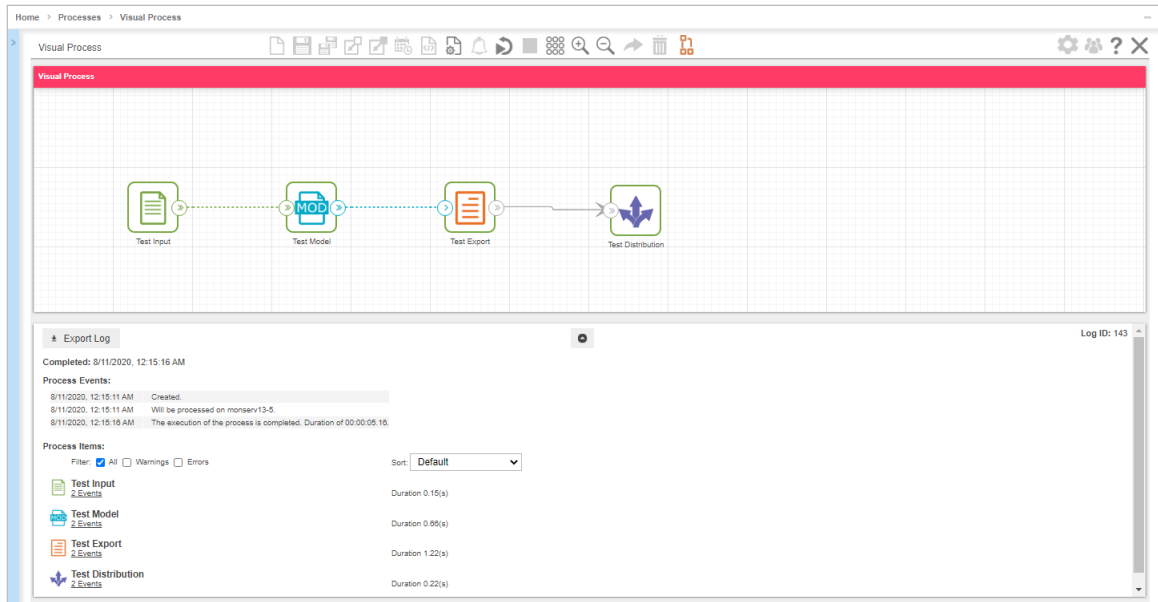 Home > Processes > Visual Process
Visual Process
Visual Process
MOD
Test Input
Test Model
Test Export
Test Distribution
Export Log
Log ID: 143
Completed: 8/11/2020, 12:15:16 AM
Process Events:
8/11/2020, 12:15:11 AM Created.
8/11/2020, 12:15:11 AM Will be processed on monserv13-5.
8/11/2020, 12:15:16 AM The execution of the process is completed. Duration of 00:00:05.16.
Process Items:
Filter: All Warnings Errors Sort: Default
Test Input
2 Events Duration 0.15(s)
MOD Test Model
2 Events Duration 0.66(s)
Test Export
2 Events Duration 1.22(s)
Test Distribution
2 Events Duration 0.22(s)